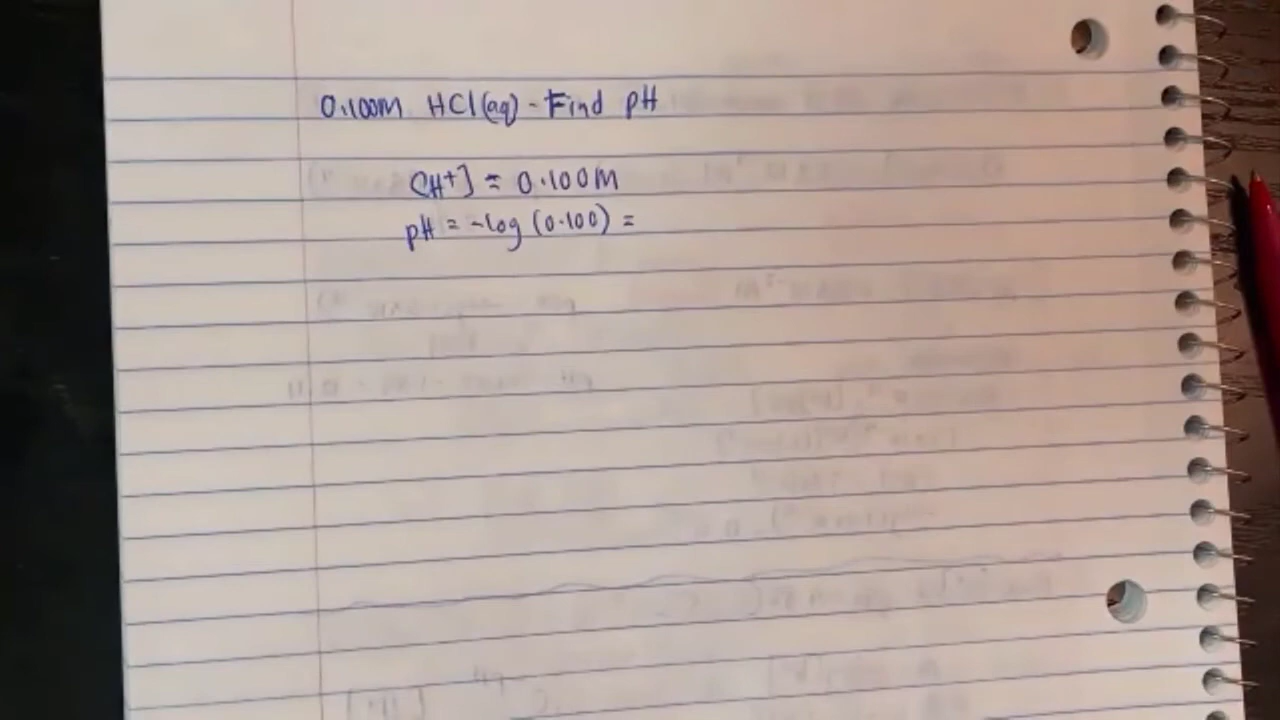 0.100M HCl(aq) - Find pH
[H+] = 0.100M
pH = -log (0.100) =